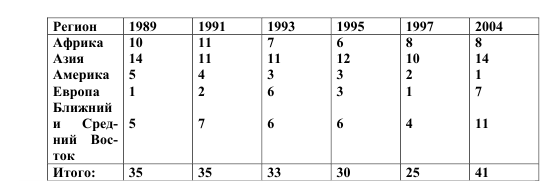 Регион 1989 1991 1993 1995 1997 2004
Африка 10 11 7 6 8 8
Азия 14 11 11 12 10 14
Америка 5 4 3 3 2 1
Европа 1 2 6 3 1 7
Ближний
и Сред- 5 7 6 6 4 11
ний Вос-
ток
Итого: 35 35 33 30 25 41